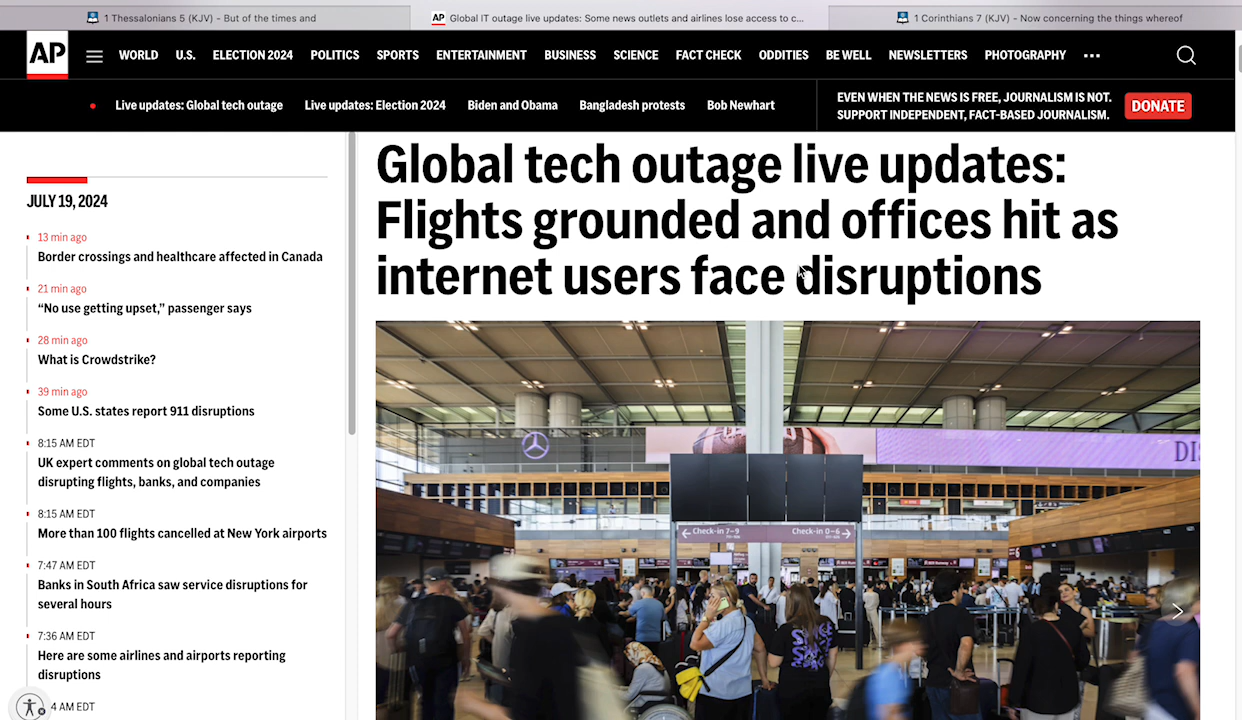 1 Thessalonians 5 (KJV) - But of the times and
AP Global IT outage live updates: Some news outlets and airlines lose access to c...
1 Corinthians 7 (KJV) - Now concerning the things whereof
AP
WORLD U.S. ELECTION 2024 POLITICS SPORTS ENTERTAINMENT BUSINESS SCIENCE FACT CHECK ODDITIES BE WELL NEWSLETTERS PHOTOGRAPHY
Live updates: Global tech outage Live updates: Election 2024 Biden and Obama Bangladesh protests Bob Newhart
EVEN WHEN THE NEWS IS FREE, JOURNALISM IS NOT.
SUPPORT INDEPENDENT, FACT-BASED JOURNALISM.
DONATE
JULY 19, 2024
13 min ago
Border crossings and healthcare affected in Canada
21 min ago
“No use getting upset,” passenger says
28 min ago
What is Crowdstrike?
39 min ago
Some U.S. states report 911 disruptions
8:15 AM EDT
UK expert comments on global tech outage
disrupting flights, banks, and companies
8:15 AM EDT
More than 100 flights cancelled at New York airports
7:47 AM EDT
Banks in South Africa saw service disruptions for
several hours
7:36 AM EDT
Here are some airlines and airports reporting
disruptions
4 AM EDT
Global tech outage live updates:
Flights grounded and offices hit as
internet users face disruptions
DI
Check-in 7-9
Check-in 0-6